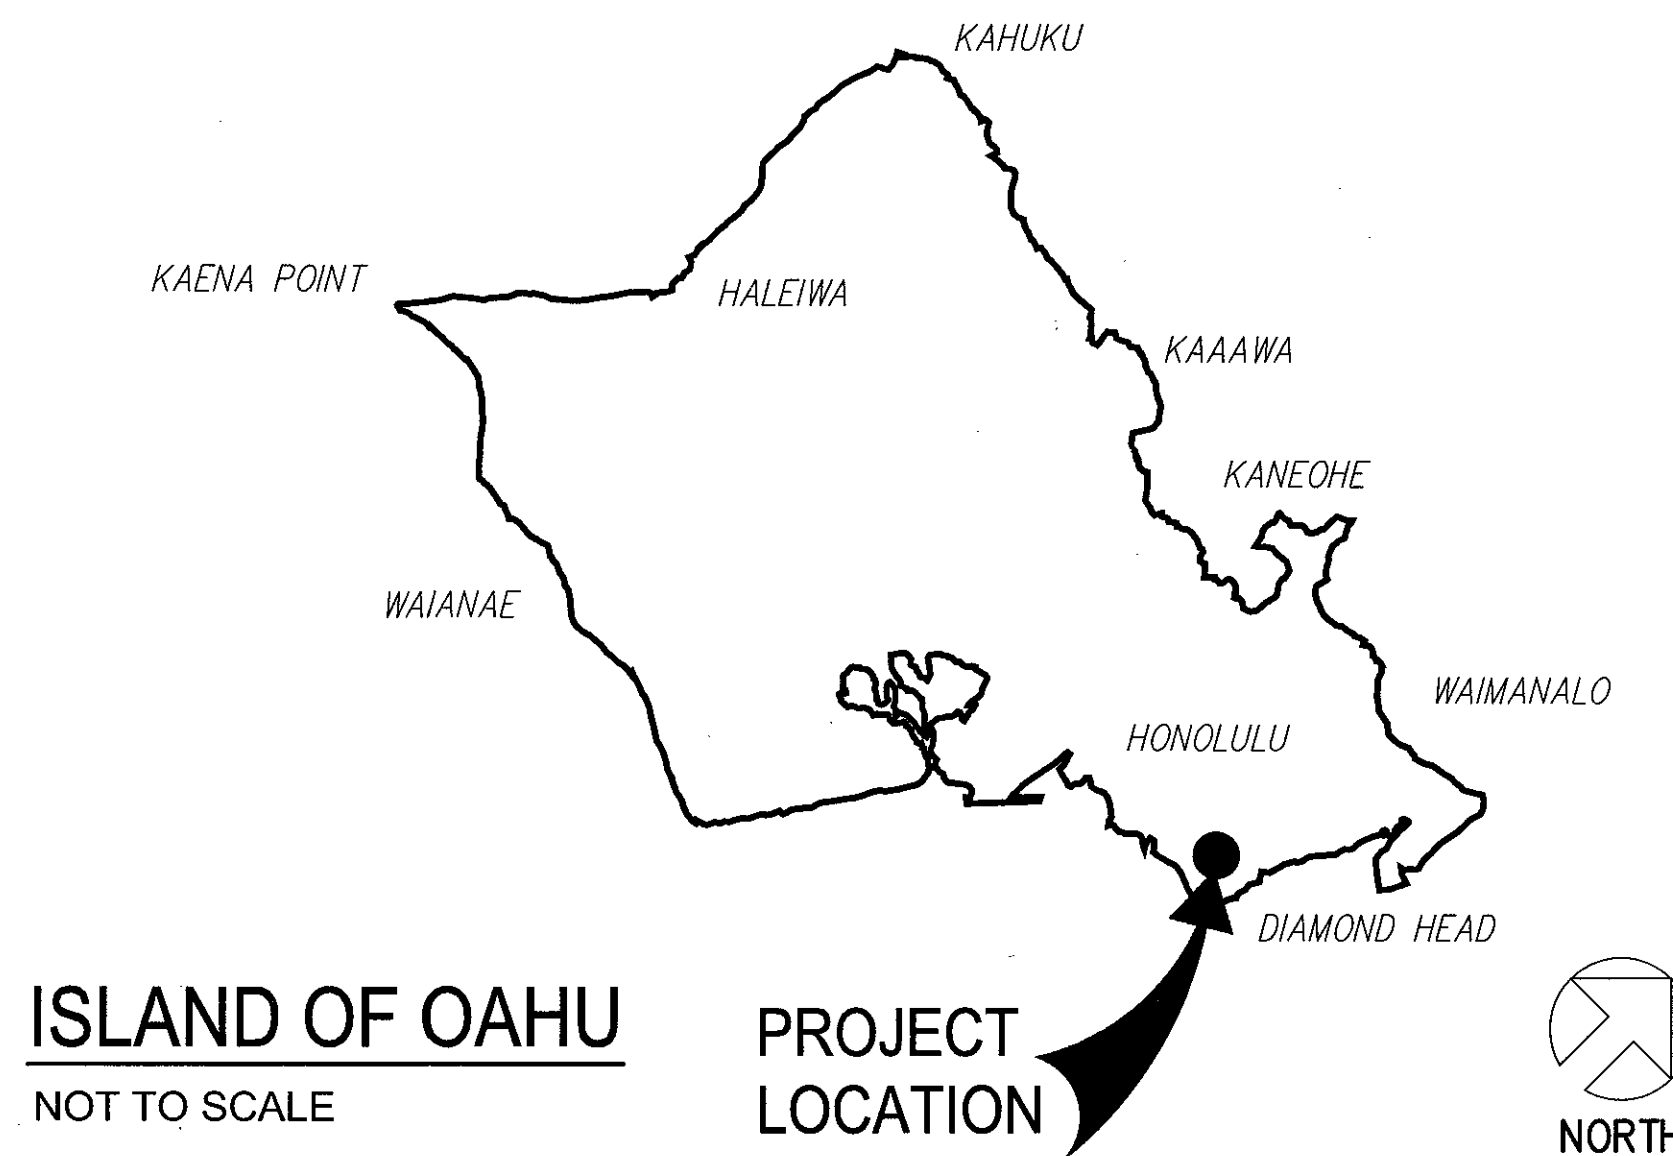 KAHUKU
KAENA POINT
HALEIWA
KAAAWA
KANEOHE
WAIANAE
WAIMANALO
HONOLULU
DIAMOND HEAD
ISLAND OF OAHU
NOT TO SCALE
PROJECT
LOCATION
NORTH